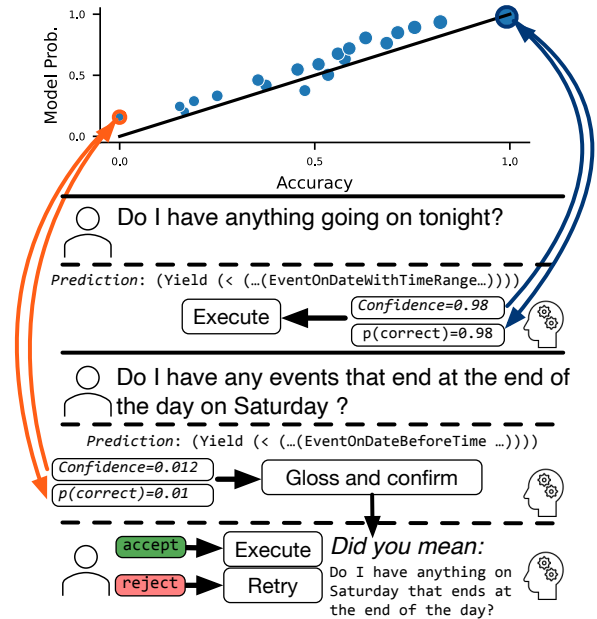 1.0
0.5
0.0
Model Prob.
0.0 0.5 1.0
Accuracy
Do I have anything going on tonight?
Prediction: (Yield (< (…(EventOnDateWithTimeRange…))))
Execute
Confidence=0.98
p(correct)=0.98
Do I have any events that end at the end of
the day on Saturday ?
Prediction: (Yield (< (…(EventOnDateBeforeTime …))))
Confidence=0.012
p(correct)=0.01
Gloss and confirm
accept
Execute
reject
Retry
Did you mean:
Do I have anything on
Saturday that ends at
the end of the day?